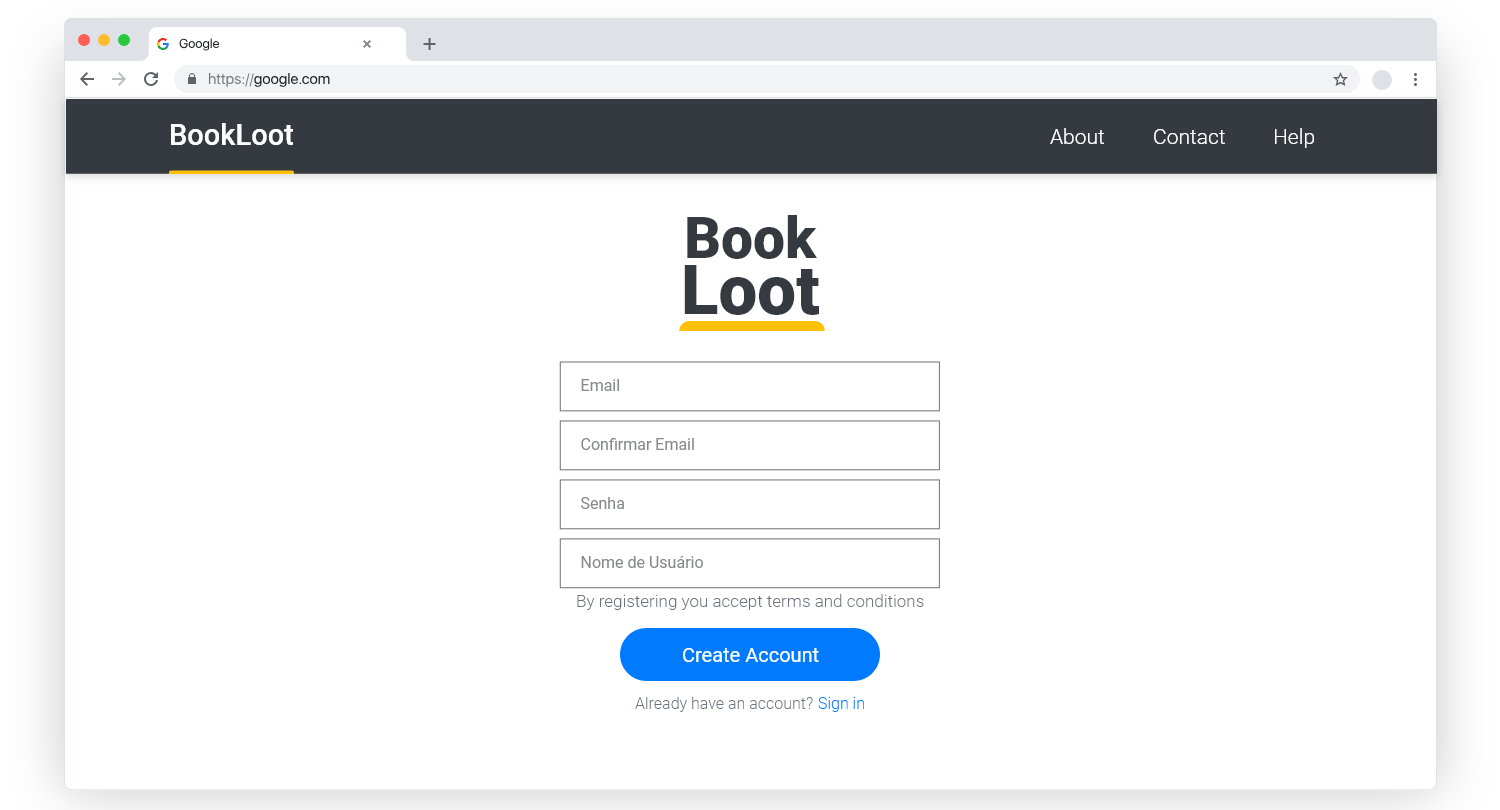 Google
https://google.com
BookLoot
About Contact Help
Book
Loot
Email
Confirmar Email
Senha
Nome de Usuário
By registering you accept terms and conditions
Create Account
Already have an account? Sign in